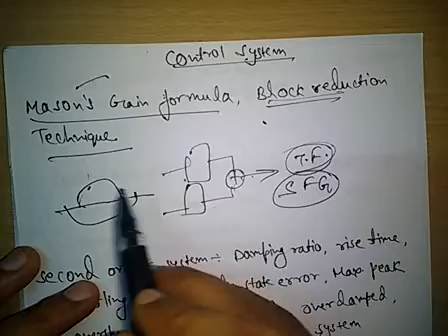 Control System
Mason's Gain formula, Block reduction
Technique
T.F.
SFG
second or system :- Damping ratio, rise time,
state error, Max peak
overdamped,
system